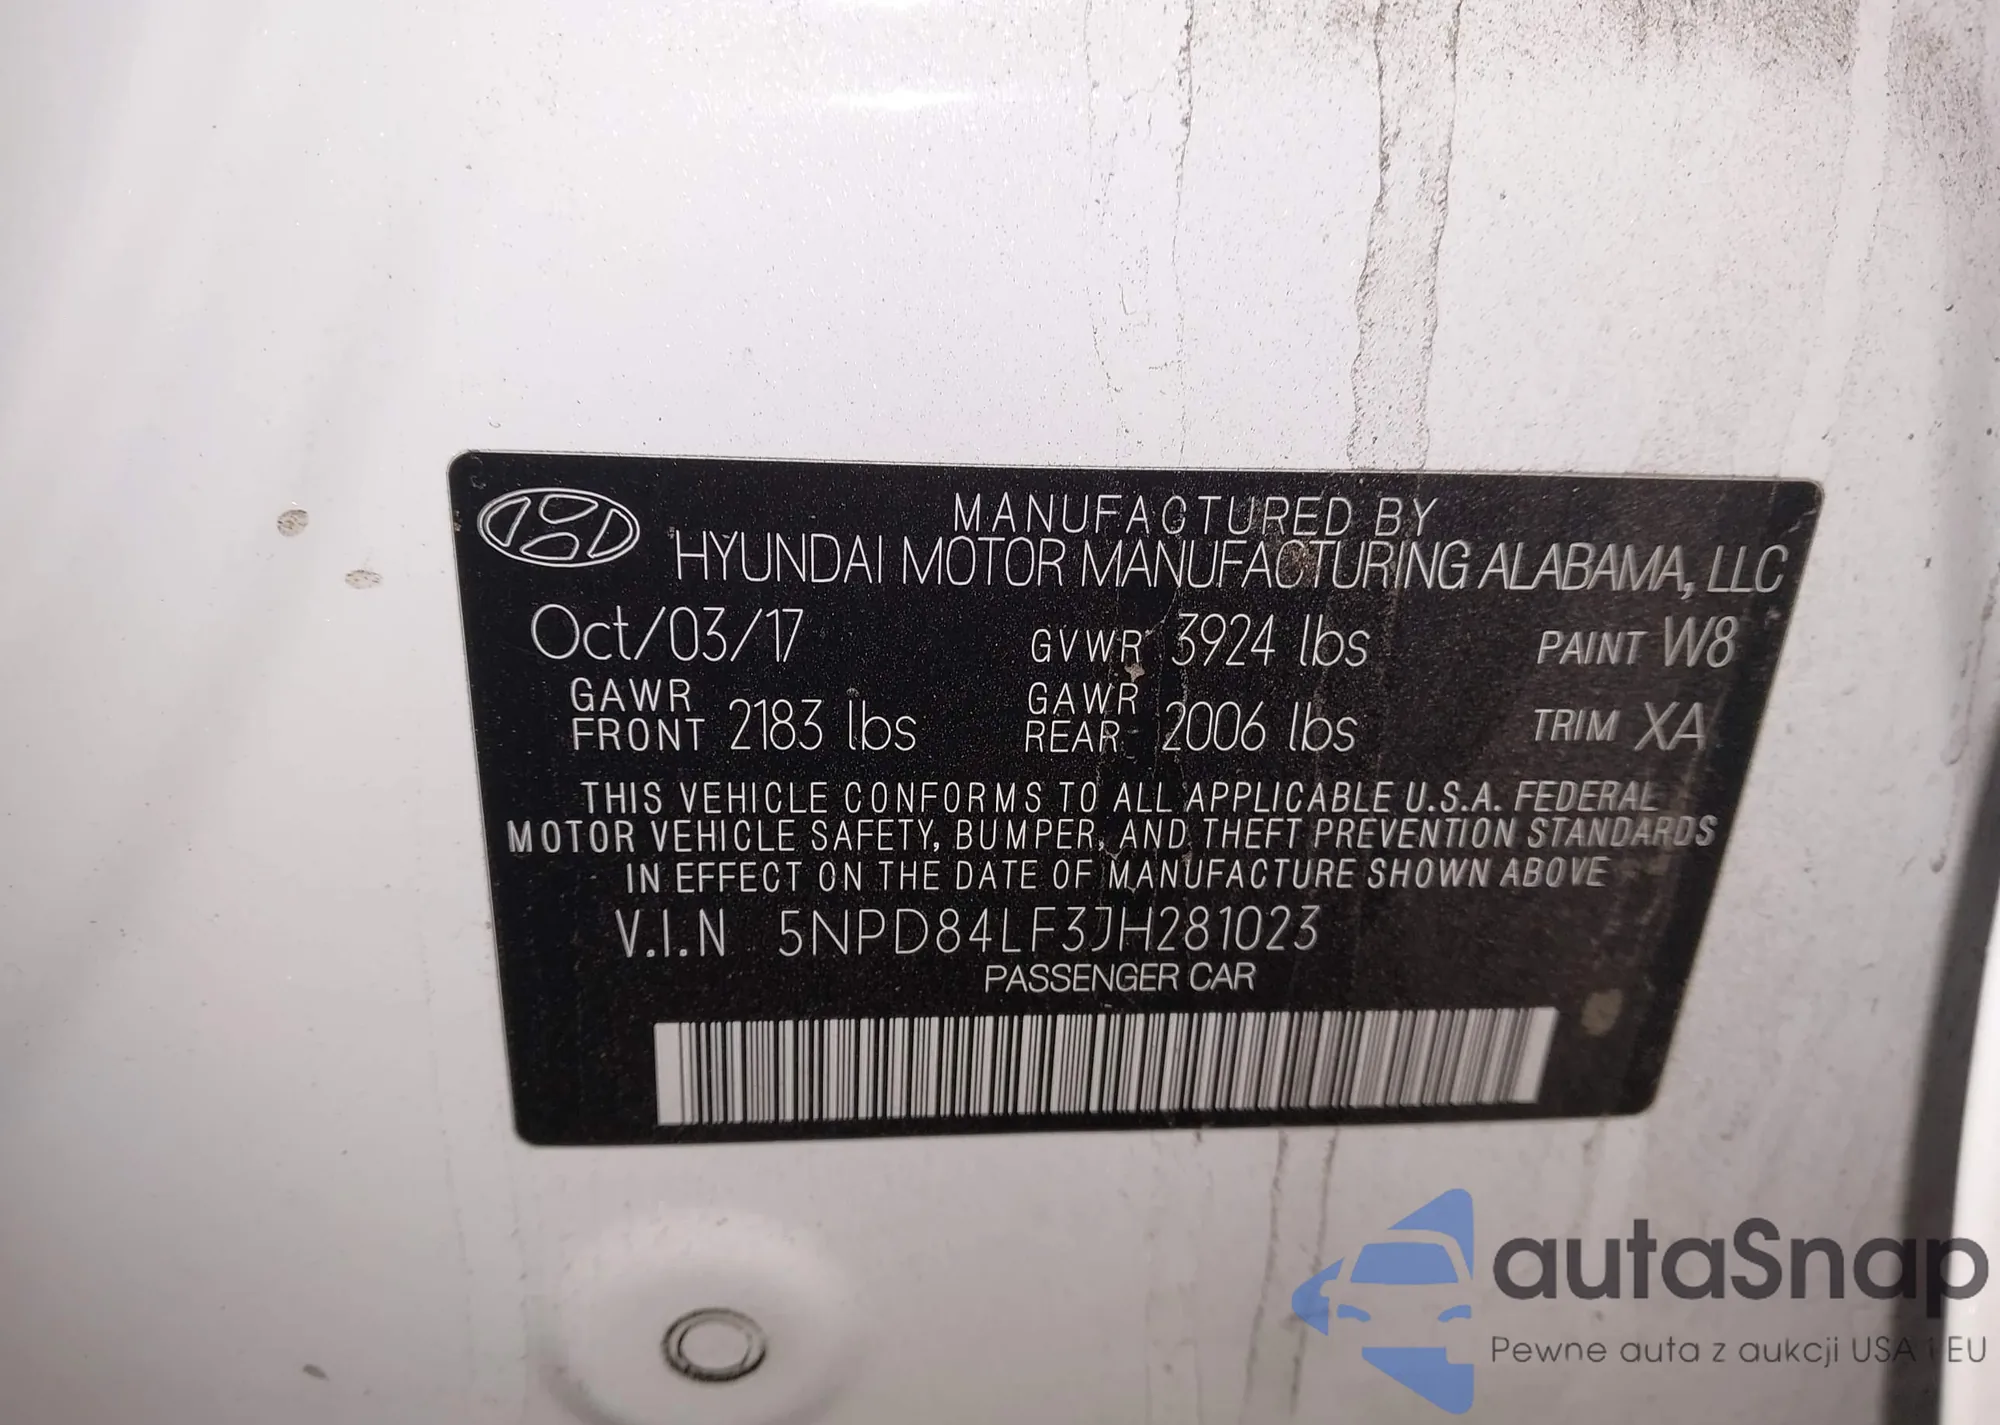 MANUFACTURED BY
HYUNDAI MOTOR MANUFACTURING ALABAMA, LLC
Oct/03/17 GVWR 3924 lbs PAINT W8
GAWR FRONT 2183 lbs GAWR REAR 2006 lbs TRIM XA
THIS VEHICLE CONFORMS TO ALL APPLICABLE U.S.A. FEDERAL
MOTOR VEHICLE SAFETY, BUMPER, AND THEFT PREVENTION STANDARDS
IN EFFECT ON THE DATE OF MANUFACTURE SHOWN ABOVE
V.I.N 5NPD84LF3JH281023
PASSENGER CAR
autaSnap
Pewne auta z aukcji USA i EU